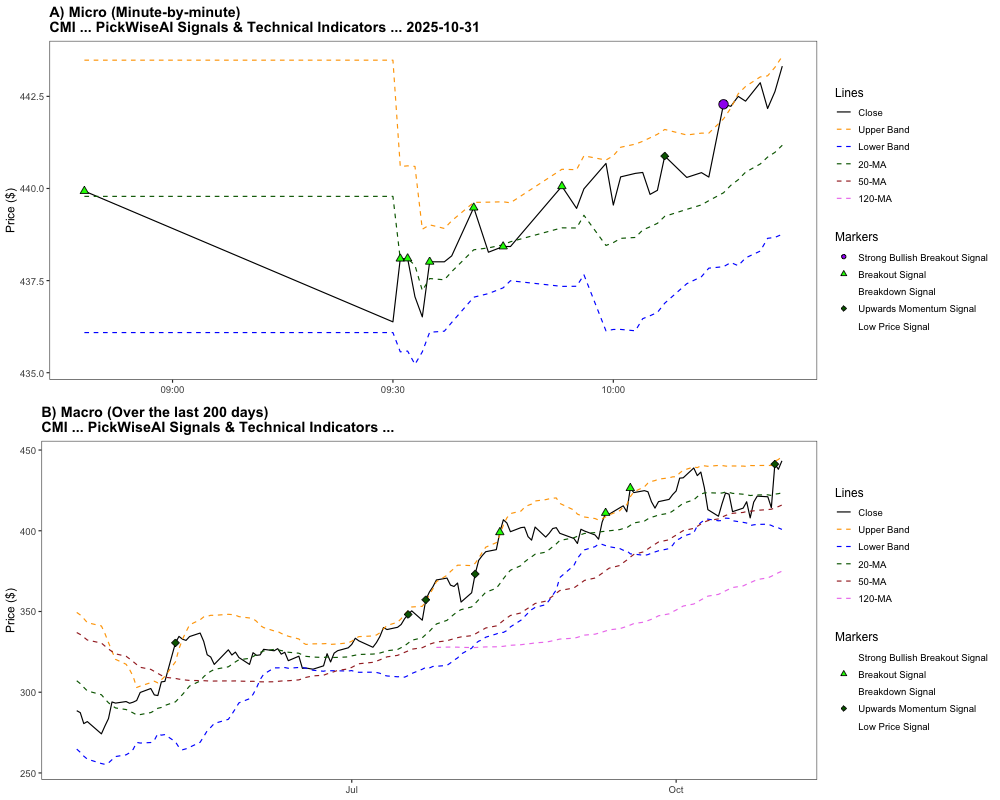 A) Micro (Minute-by-minute)
CMI ... PickWiseAI Signals & Technical Indicators ... 2025-10-31
Price ($)
442.5
440.0
437.5
435.0
09:00
09:30
10:00
Lines
Close
Upper Band
Lower Band
20-MA
50-MA
120-MA
Markers
Strong Bullish Breakout Signal
Breakout Signal
Breakdown Signal
Upwards Momentum Signal
Low Price Signal
B) Macro (Over the last 200 days)
CMI ... PickWiseAI Signals & Technical Indicators ...
Price ($)
450
400
350
300
250
Jul
Oct
Lines
Close
Upper Band
Lower Band
20-MA
50-MA
120-MA
Markers
Strong Bullish Breakout Signal
Breakout Signal
Breakdown Signal
Upwards Momentum Signal
Low Price Signal